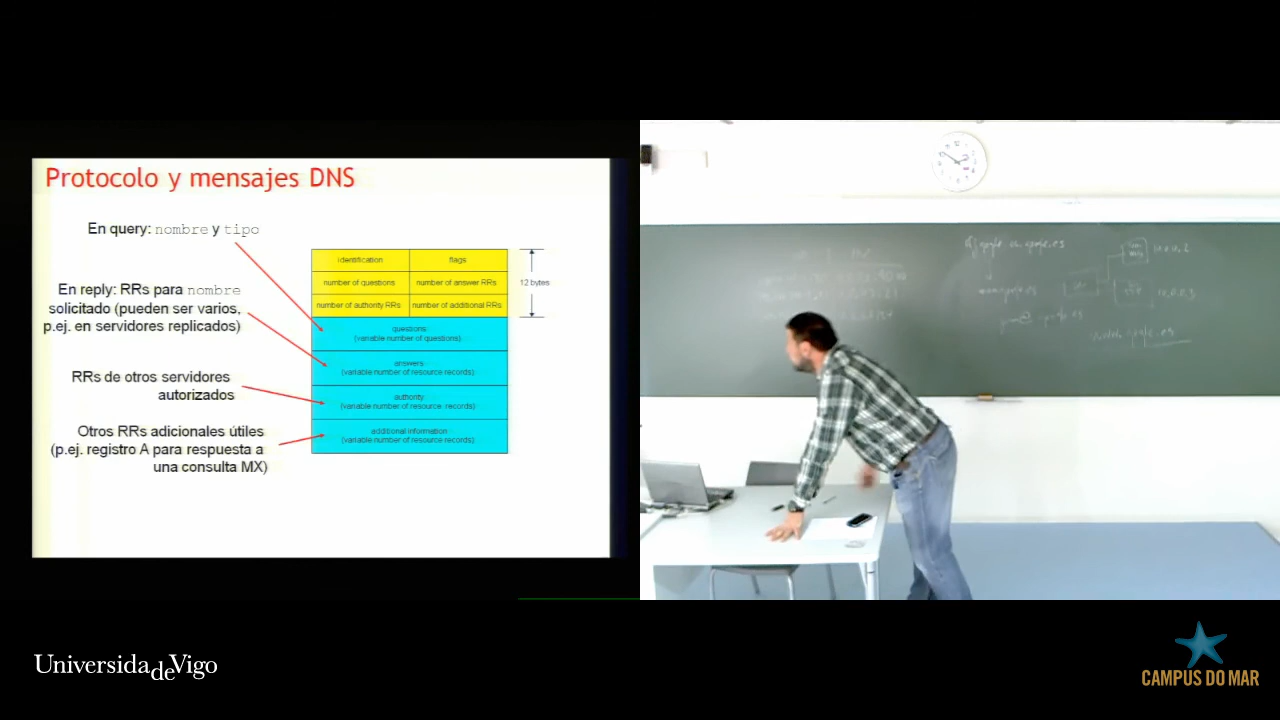 Protocolo y mensajes DNS
En query: nombre y tipo
En reply: RRs para nombre
solicitado (pueden ser varios,
p.ej. en servidores replicados)
RRs de otros servidores
autorizados
Otros RRs adicionales útiles
(p.ej. registro A para respuesta a
una consulta MX)
identification
flags
number of questions
number of answer RRs
number of authority RRs
number of additional RRs
12 bytes
questions
(variable number of questions)
answers
(variable number of resource records)
authority
(variable number of resource records)
additional information
(variable number of resource records)
Universidade Vigo
CAMPUS DO MAR